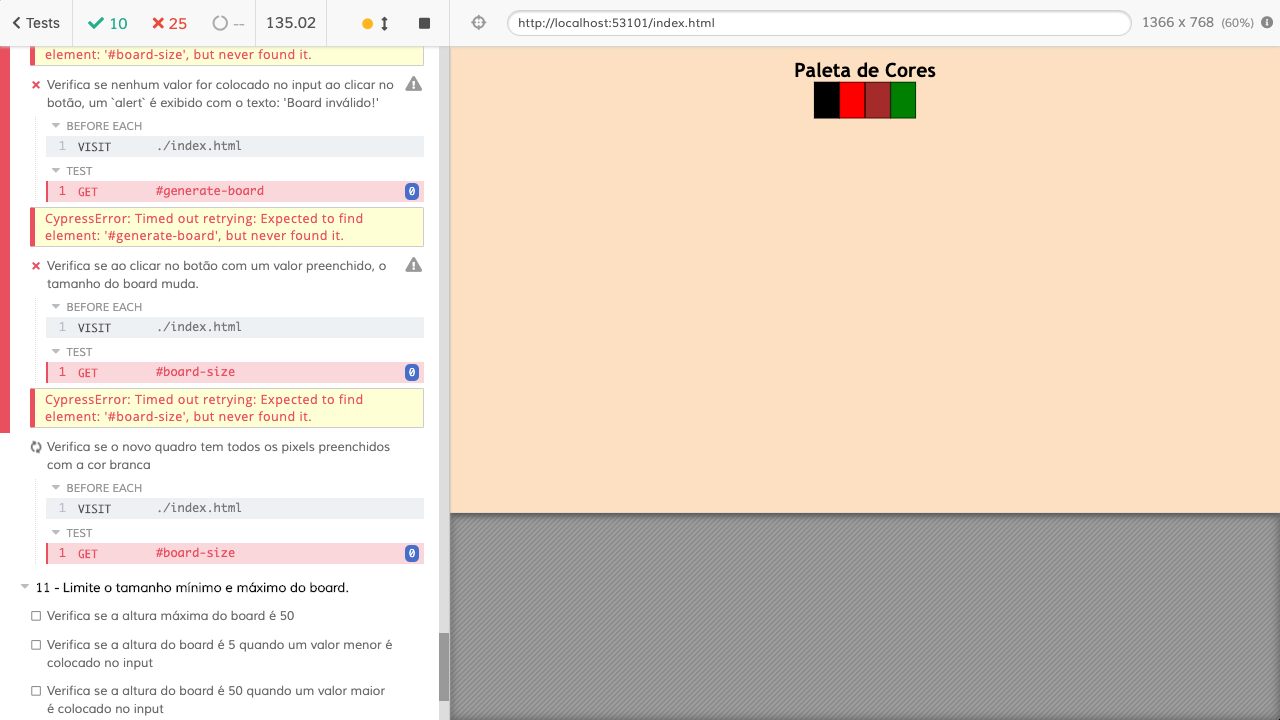 Tests
10
25
--
135.02
http://localhost:53101/index.html
1366 x 768 (60%)
element: '#board-size', but never found it.
Verifica se nenhum valor for colocado no input ao clicar no
botão, um `alert` é exibido com o texto: 'Board inválido!'
BEFORE EACH
1 VISIT ./index.html
TEST
1 GET #generate-board 0
CypressError: Timed out retrying: Expected to find
element: '#generate-board', but never found it.
Verifica se ao clicar no botão com um valor preenchido, o
tamanho do board muda.
BEFORE EACH
1 VISIT ./index.html
TEST
1 GET #board-size 0
CypressError: Timed out retrying: Expected to find
element: '#board-size', but never found it.
Verifica se o novo quadro tem todos os pixels preenchidos
com a cor branca
BEFORE EACH
1 VISIT ./index.html
TEST
1 GET #board-size 0
11 - Limite o tamanho mínimo e máximo do board.
Verifica se a altura máxima do board é 50
Verifica se a altura do board é 5 quando um valor menor é
colocado no input
Verifica se a altura do board é 50 quando um valor maior
é colocado no input
Paleta de Cores